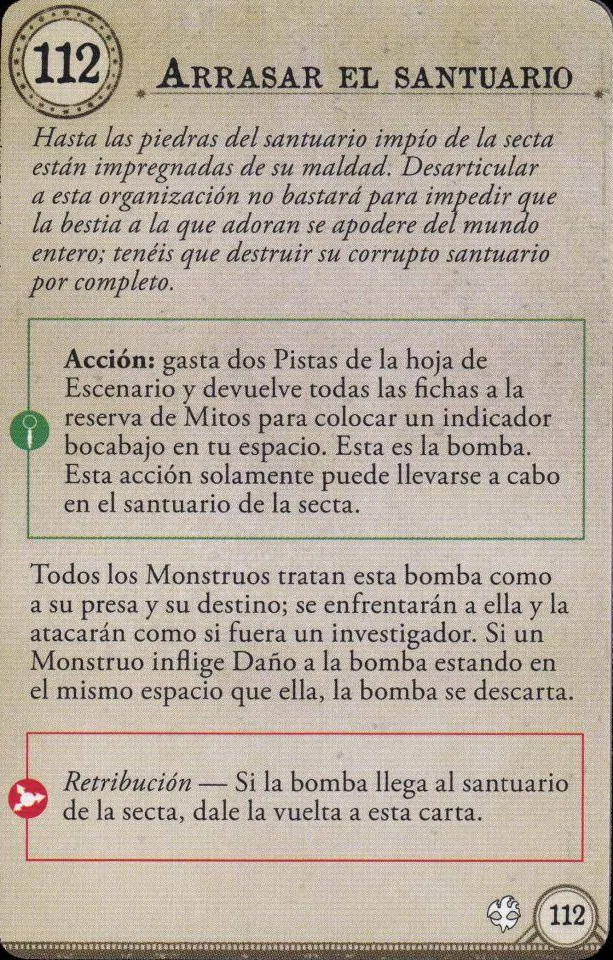 112
Arrasar el santuario
Hasta las piedras del santuario impío de la secta
están impregnadas de su maldad. Desarticular
a esta organización no bastará para impedir que
la bestia a la que adoran se apodere del mundo
entero; tenéis que destruir su corrupto santuario
por completo.
Acción: gasta dos Pistas de la hoja de
Escenario y devuelve todas las fichas a la
reserva de Mitos para colocar un indicador
bocabajo en tu espacio. Esta es la bomba.
Esta acción solamente puede llevarse a cabo
en el santuario de la secta.
Todos los Monstruos tratan esta bomba como
a su presa y su destino; se enfrentarán a ella y la
atacarán como si fuera un investigador. Si un
Monstruo inflige Daño a la bomba estando en
el mismo espacio que ella, la bomba se descarta.
Retribución — Si la bomba llega al santuario
de la secta, dale la vuelta a esta carta.
112